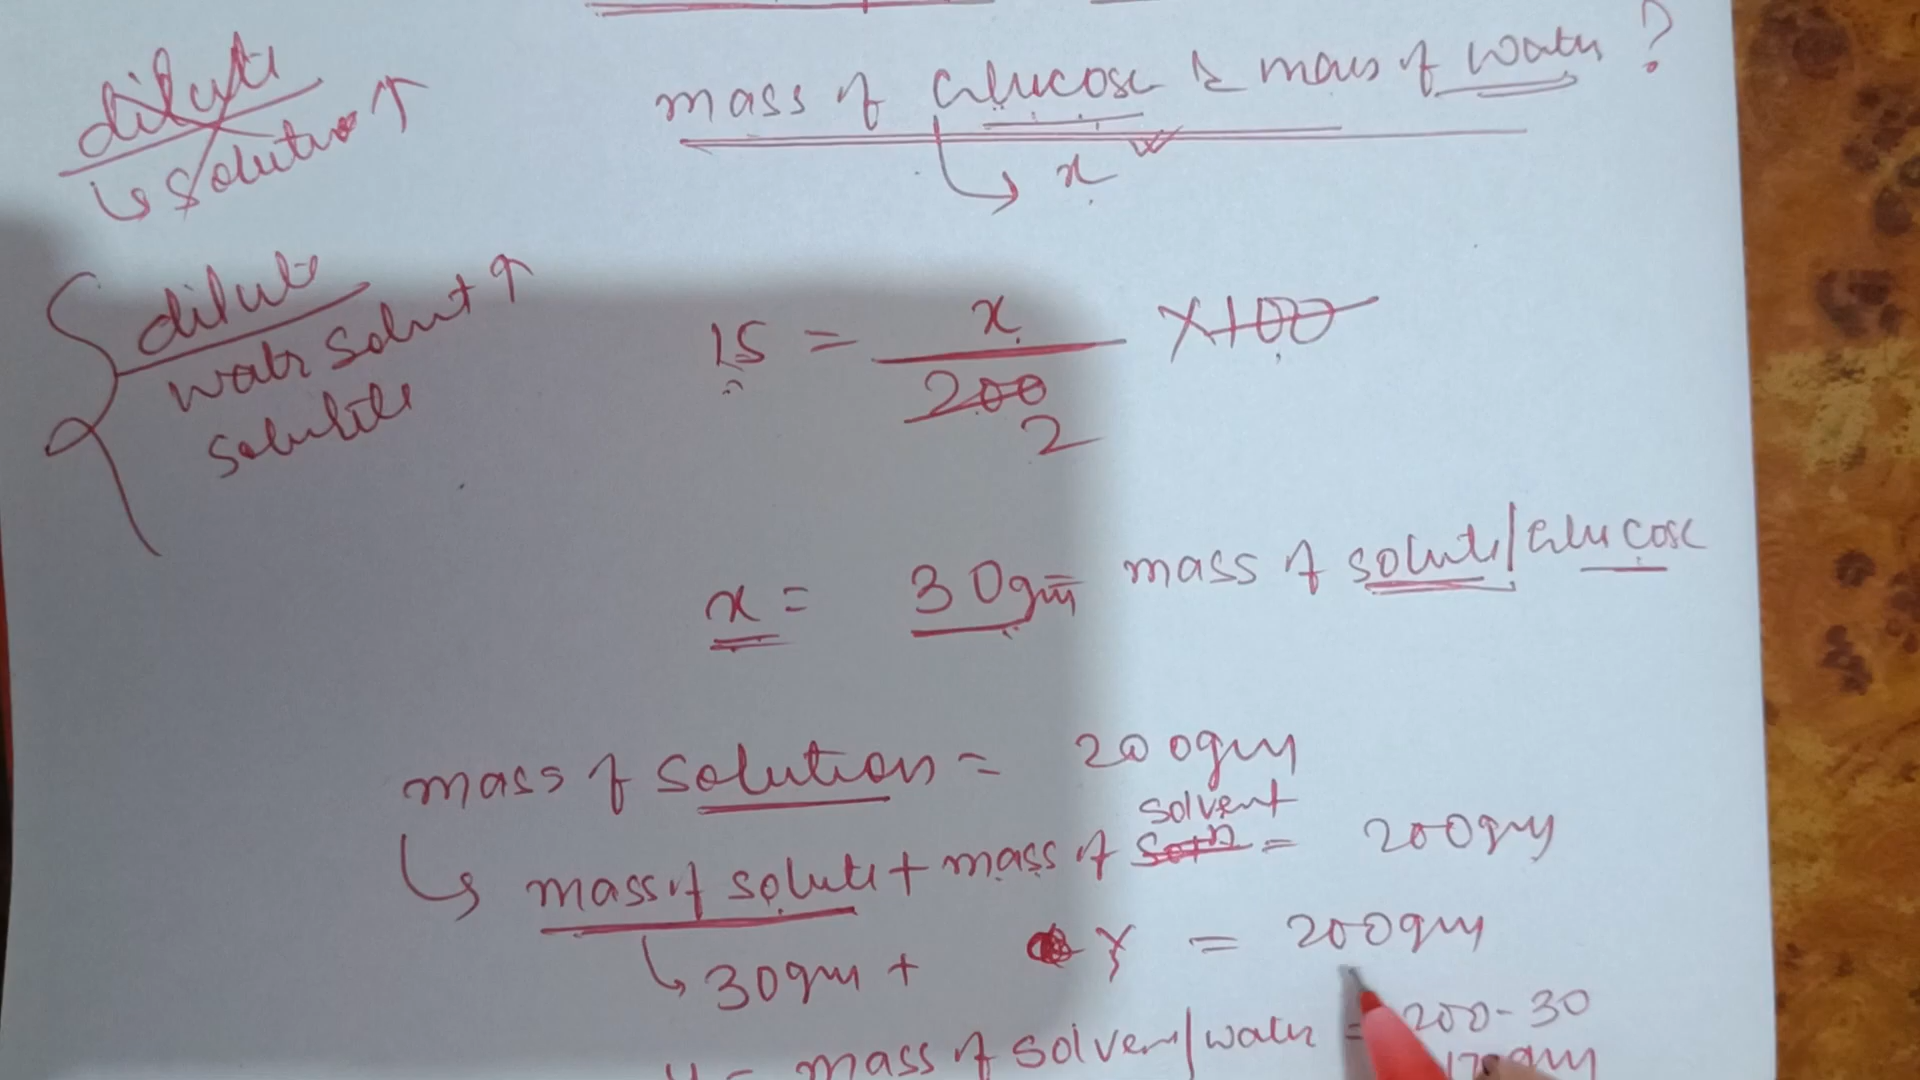 mass of Glucose & mass of water ?
x
dilute
↳ solution ↑
dilute
water solvent ↑
solute
15 = x/200 × 100
2
x = 30gm = mass of solute/Glucose
mass of solution = 200gm
↳ mass of solute + mass of solvent = 200gm
↳ 30gm + Y = 200gm
y = mass of solvent/water = 200-30
170gm